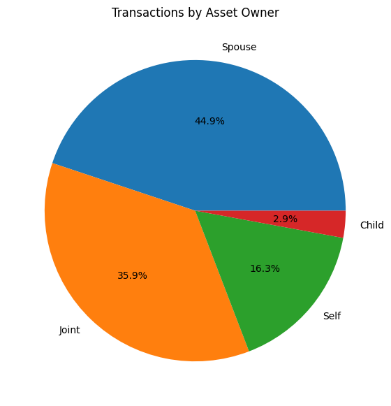 Transactions by Asset Owner
Spouse
44.9%
2.9%
Child
35.9%
16.3%
Self
Joint